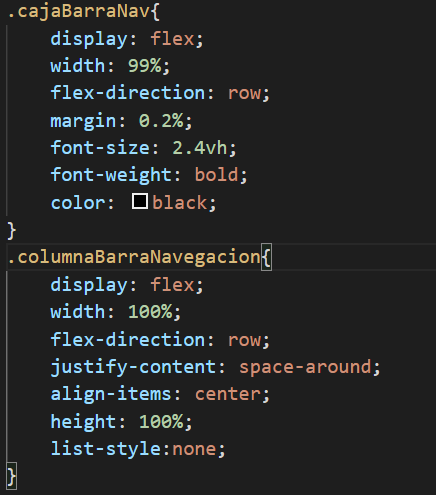 .cajaBarraNav{
    display: flex;
    width: 99%;
    flex-direction: row;
    margin: 0.2%;
    font-size: 2.4vh;
    font-weight: bold;
    color: black;
}
.columnaBarraNavegacion{
    display: flex;
    width: 100%;
    flex-direction: row;
    justify-content: space-around;
    align-items: center;
    height: 100%;
    list-style:none;
}